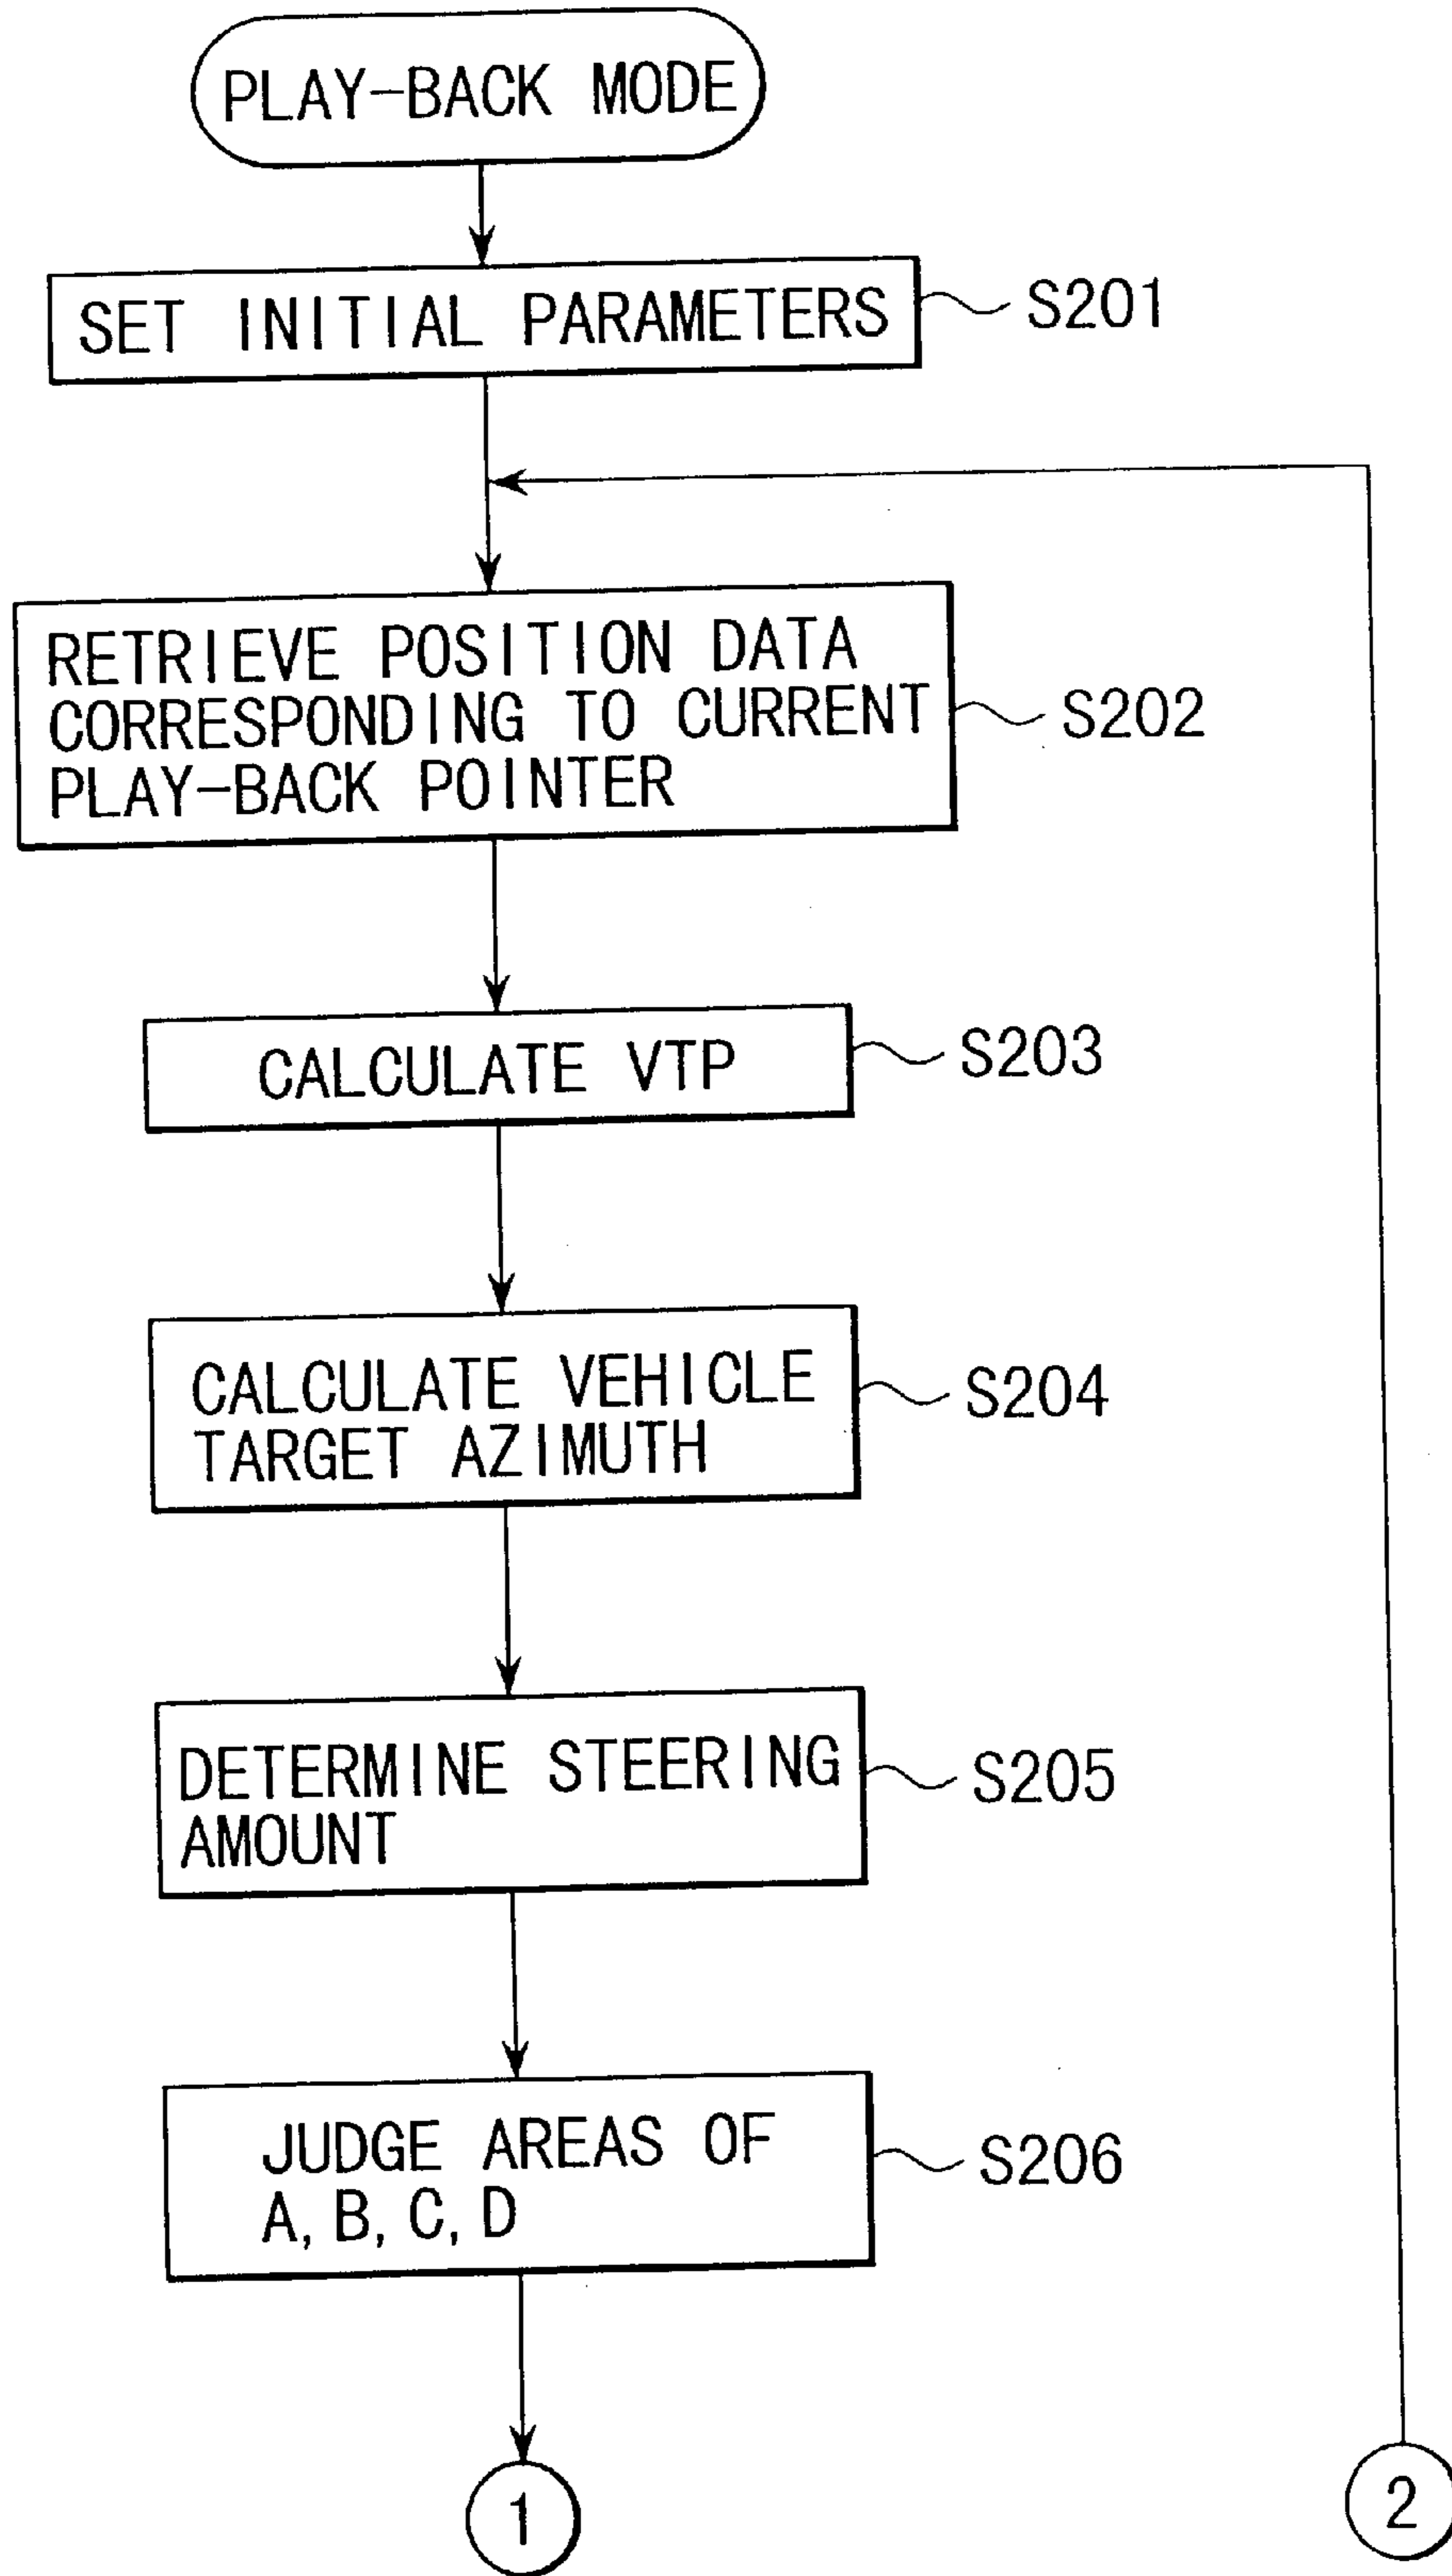 PLAY-BACK MODE
SET INITIAL PARAMETERS
S201
RETRIEVE POSITION DATA
CORRESPONDING TO CURRENT
PLAY-BACK POINTER
S202
CALCULATE VTP
S203
CALCULATE VEHICLE
TARGET AZIMUTH
S204
DETERMINE STEERING
AMOUNT
S205
JUDGE AREAS OF
A, B, C, D
S206
1
2